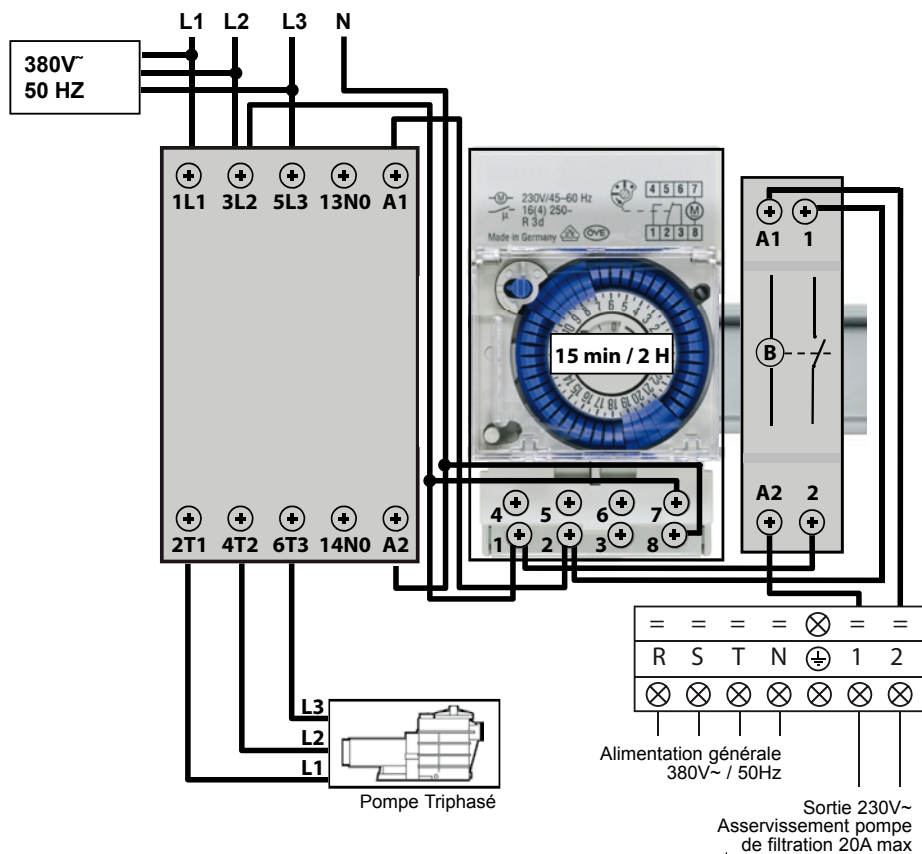 L1 L2 L3 N
380V~
50 HZ
1L1 3L2 5L3 13N0 A1
230V/45–60 Hz
16(4) 250~
R 3d
Made in Germany
ÖVE
M
µ
4 5 6 7
M
1 2 3 8
15 min / 2 H
A1 1
B
A2 2
4 5 6 7
1 2 3 8
2T1 4T2 6T3 14N0 A2
R S T N 1 2
L3
L2
L1
Pompe Triphasé
Alimentation générale
380V~ / 50Hz
Sortie 230V~
Asservissement pompe
de filtration 20A max